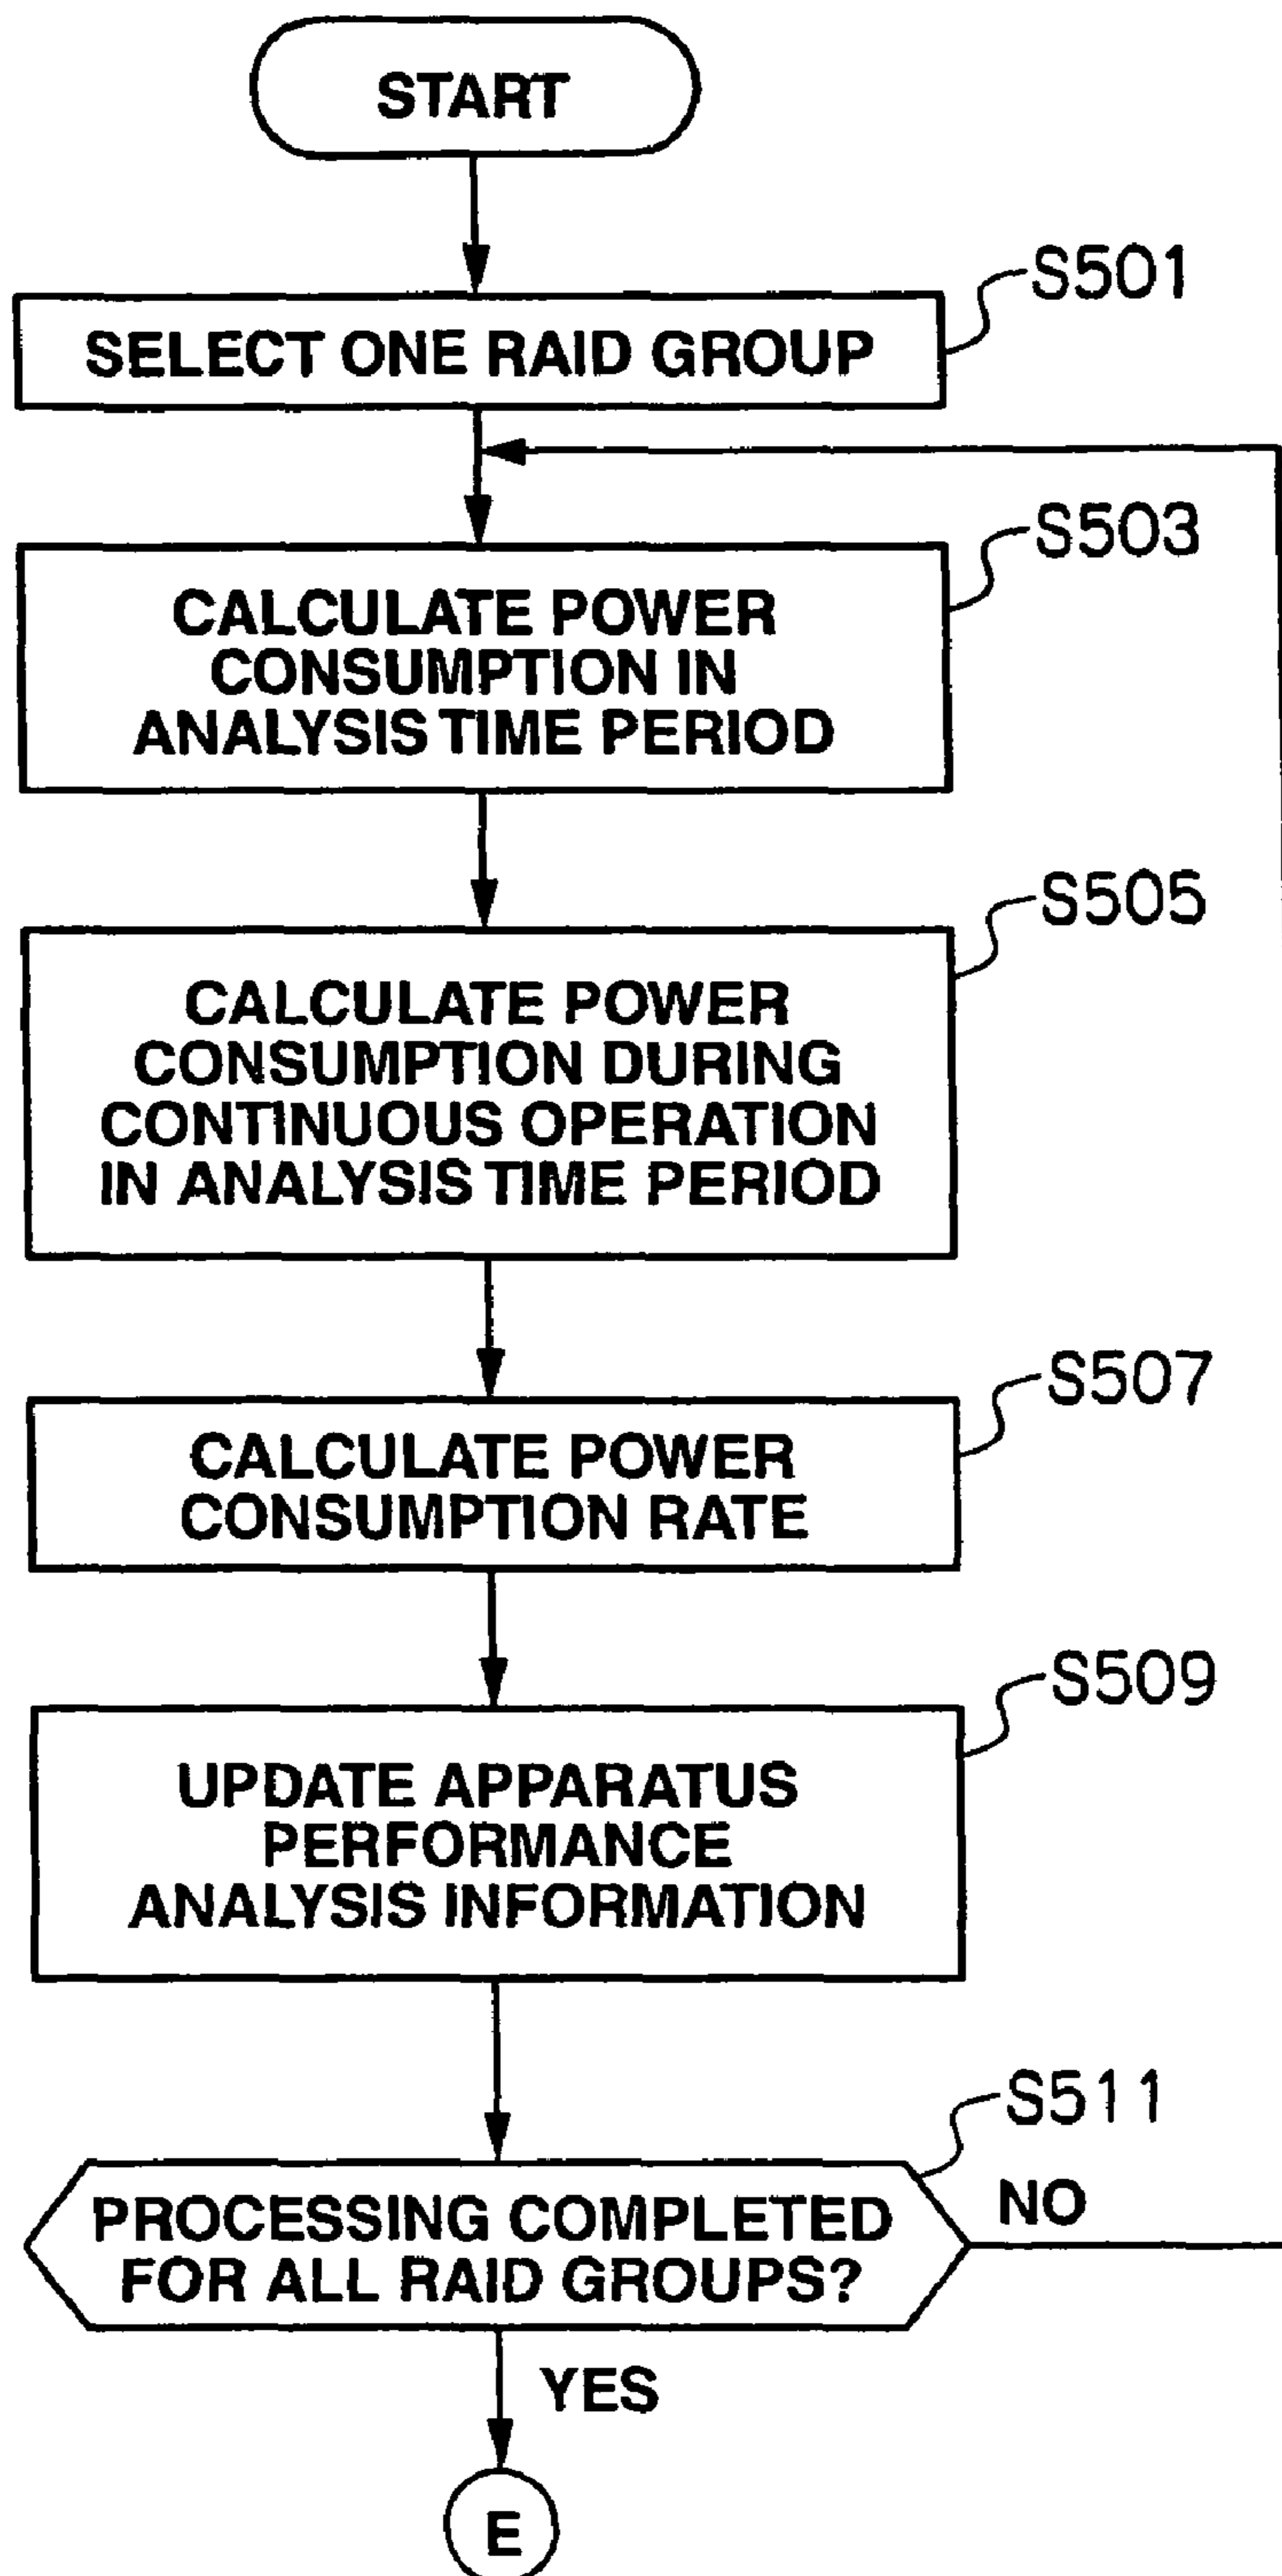 START
S501
SELECT ONE RAID GROUP
S503
CALCULATE POWER
CONSUMPTION IN
ANALYSIS TIME PERIOD
S505
CALCULATE POWER
CONSUMPTION DURING
CONTINUOUS OPERATION
IN ANALYSIS TIME PERIOD
S507
CALCULATE POWER
CONSUMPTION RATE
S509
UPDATE APPARATUS
PERFORMANCE
ANALYSIS INFORMATION
S511
PROCESSING COMPLETED
FOR ALL RAID GROUPS?
NO
YES
E